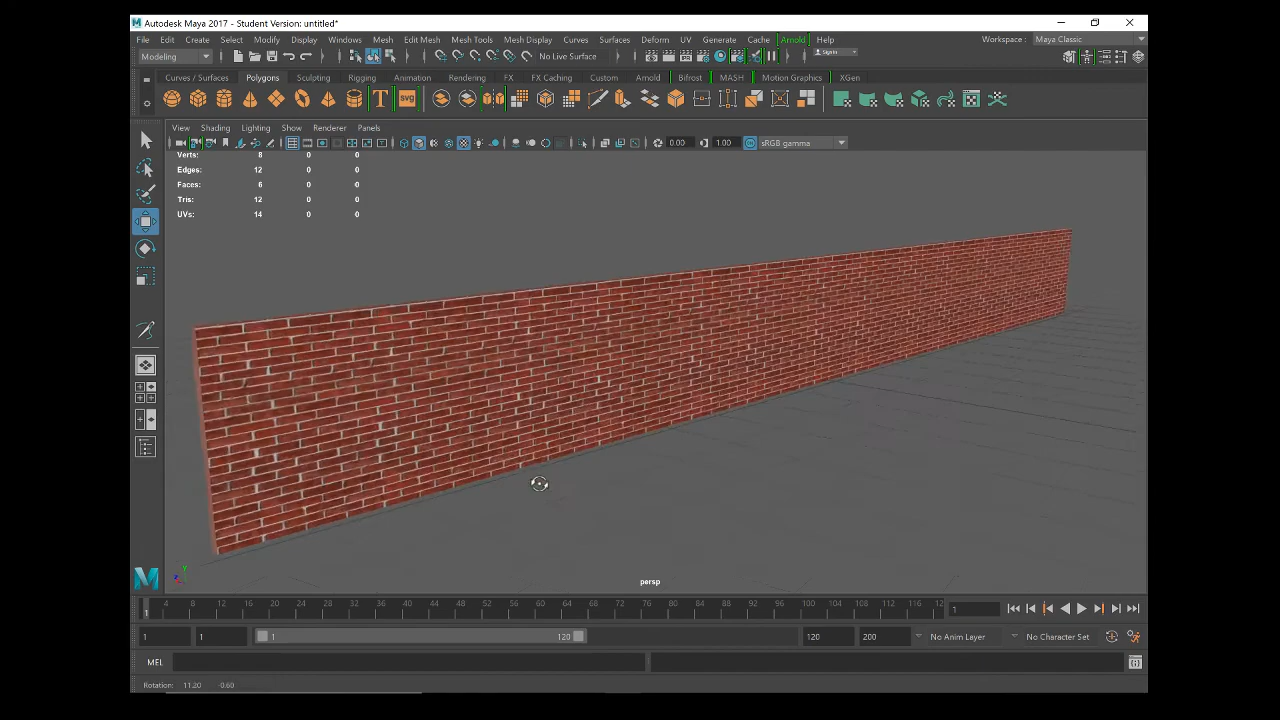 Autodesk Maya 2017 - Student Version: untitled*
File Edit Create Select Modify Display Windows Mesh Edit Mesh Mesh Tools Mesh Display Curves Surfaces Deform UV Generate Cache Arnold Help Workspace : Maya Classic
Modeling No Live Surface Sign
Curves / Surfaces Polygons Sculpting Rigging Animation Rendering FX FX Caching Custom Arnold Bifrost MASH Motion Graphics XGen
T svg
View Shading Lighting Show Renderer Panels
0.00 1.00 sRGB gamma
Verts: 8 0 0
Edges: 12 0 0
Faces: 6 0 0
Tris: 12 0 0
UVs: 14 0 0
y
z
persp
4 8 12 16 20 24 28 32 36 40 44 48 52 56 60 64 68 72 76 80 84 88 92 96 100 104 108 112 116 12
1 1
1 1 1 120 120 200 No Anim Layer No Character Set
MEL
Rotation: 11.20 -0.60